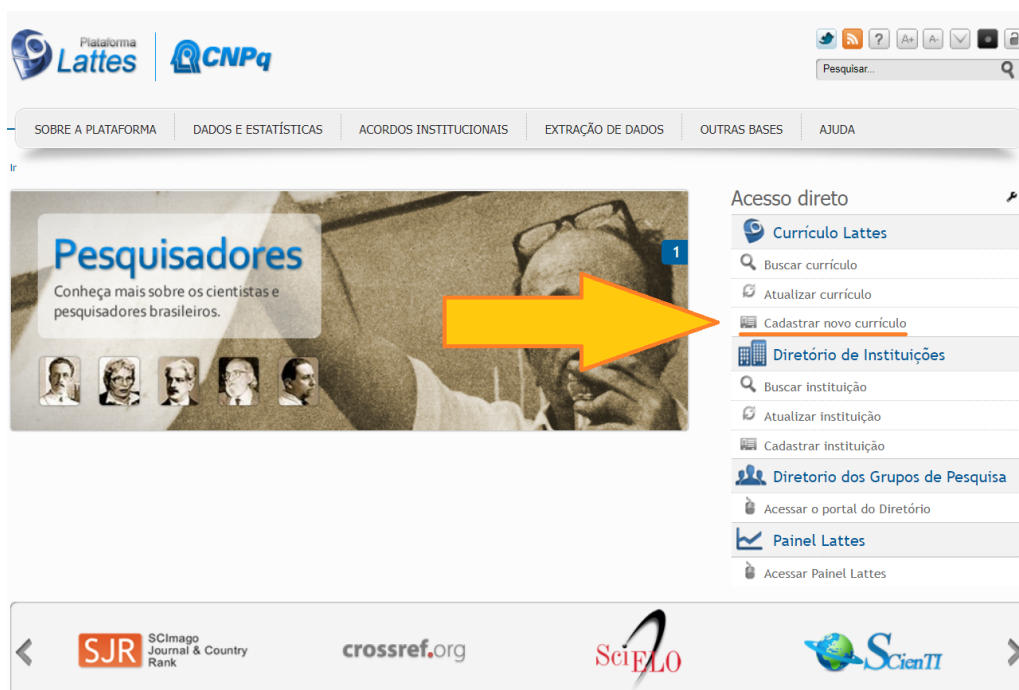 Plataforma
Lattes
CNPq
?
A+
A-
Pesquisar...
SOBRE A PLATAFORMA
DADOS E ESTATÍSTICAS
ACORDOS INSTITUCIONAIS
EXTRAÇÃO DE DADOS
OUTRAS BASES
AJUDA
Ir
Pesquisadores
Conheça mais sobre os cientistas e
pesquisadores brasileiros.
1
Acesso direto
Currículo Lattes
Buscar currículo
Atualizar currículo
Cadastrar novo currículo
Diretório de Instituições
Buscar instituição
Atualizar instituição
Cadastrar instituição
Diretorio dos Grupos de Pesquisa
Acessar o portal do Diretório
Painel Lattes
Acessar Painel Lattes
SJR
SCImago
Journal & Country
Rank
crossref.org
SciELO
ScienTI